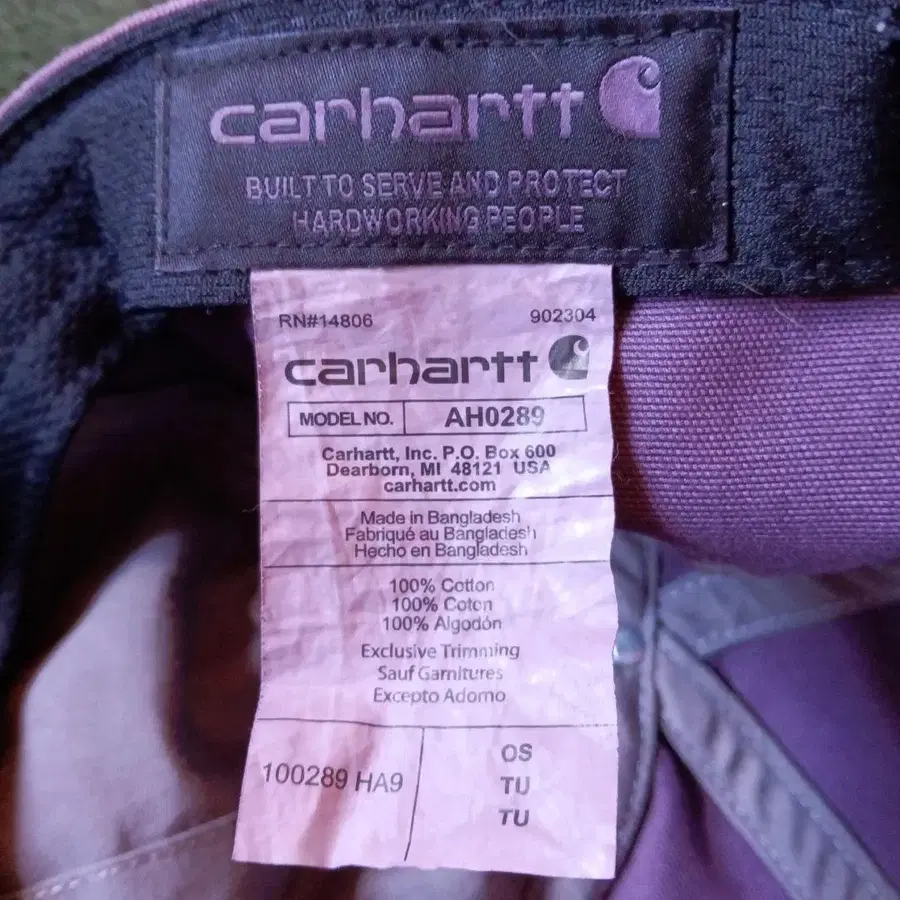 carhartt
BUILT TO SERVE AND PROTECT
HARDWORKING PEOPLE
RN#14806 902304
carhartt
MODEL NO. AH0289
Carhartt, Inc. P.O. Box 600
Dearborn, MI 48121 USA
carhartt.com
Made in Bangladesh
Fabriqué au Bangladesh
Hecho en Bangladesh
100% Cotton
100% Coton
100% Algodón
Exclusive Trimming
Sauf Garnitures
Excepto Adorno
100289 HA9
OS
TU
TU